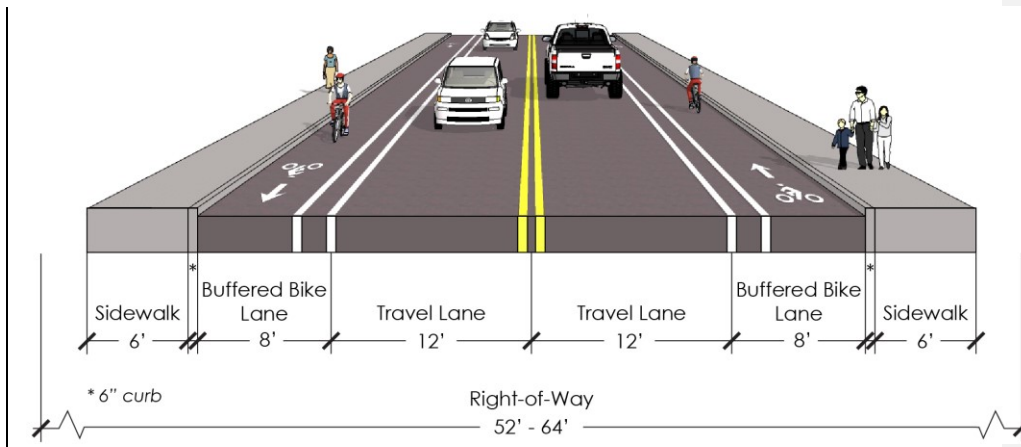 *
*
Sidewalk
Buffered Bike
Lane
Travel Lane
Travel Lane
Buffered Bike
Lane
Sidewalk
6’
8’
12’
12’
8’
6’
* 6” curb
Right-of-Way
52’ - 64’